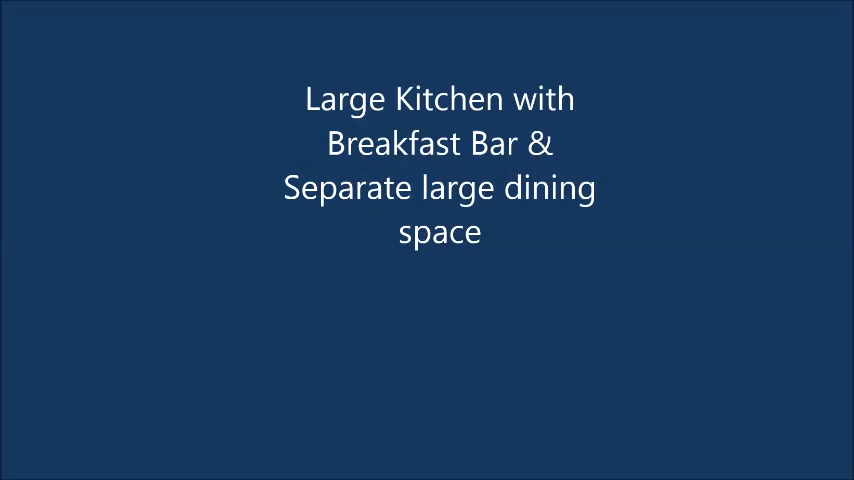 Large Kitchen with
Breakfast Bar &
Separate large dining
space